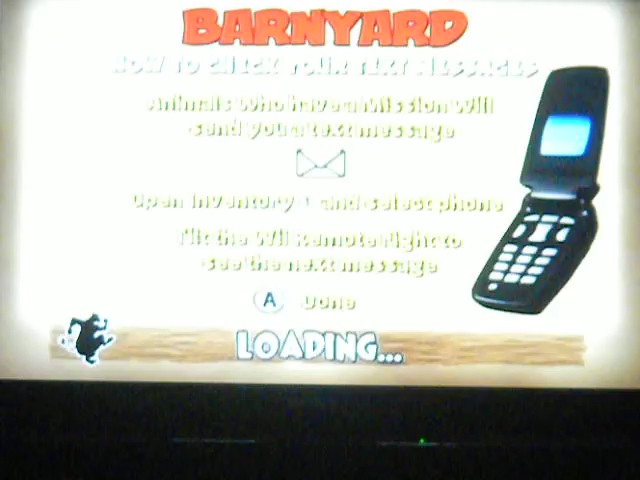 BARNYARD
HOW TO CHECK YOUR TEXT MESSAGES
Animals who have a mission will
send you a text message
Open Inventory and select phone
Tilt the Wii Remote right to
see the next message
A Done
LOADING...